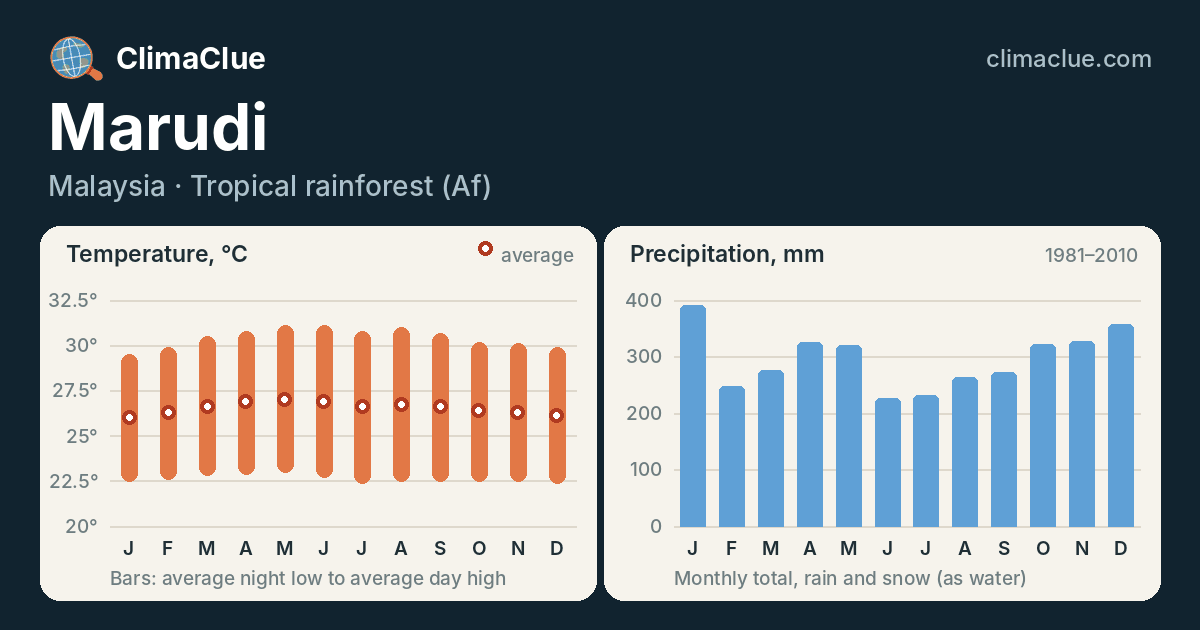 ClimaClue
climaclue.com
Marudi
Malaysia · Tropical rainforest (Af)
Temperature, °C
average
32.5°
30°
27.5°
25°
22.5°
20°
J F M A M J J A S O N D
Bars: average night low to average day high
Precipitation, mm
1981–2010
400
300
200
100
0
J F M A M J J A S O N D
Monthly total, rain and snow (as water)